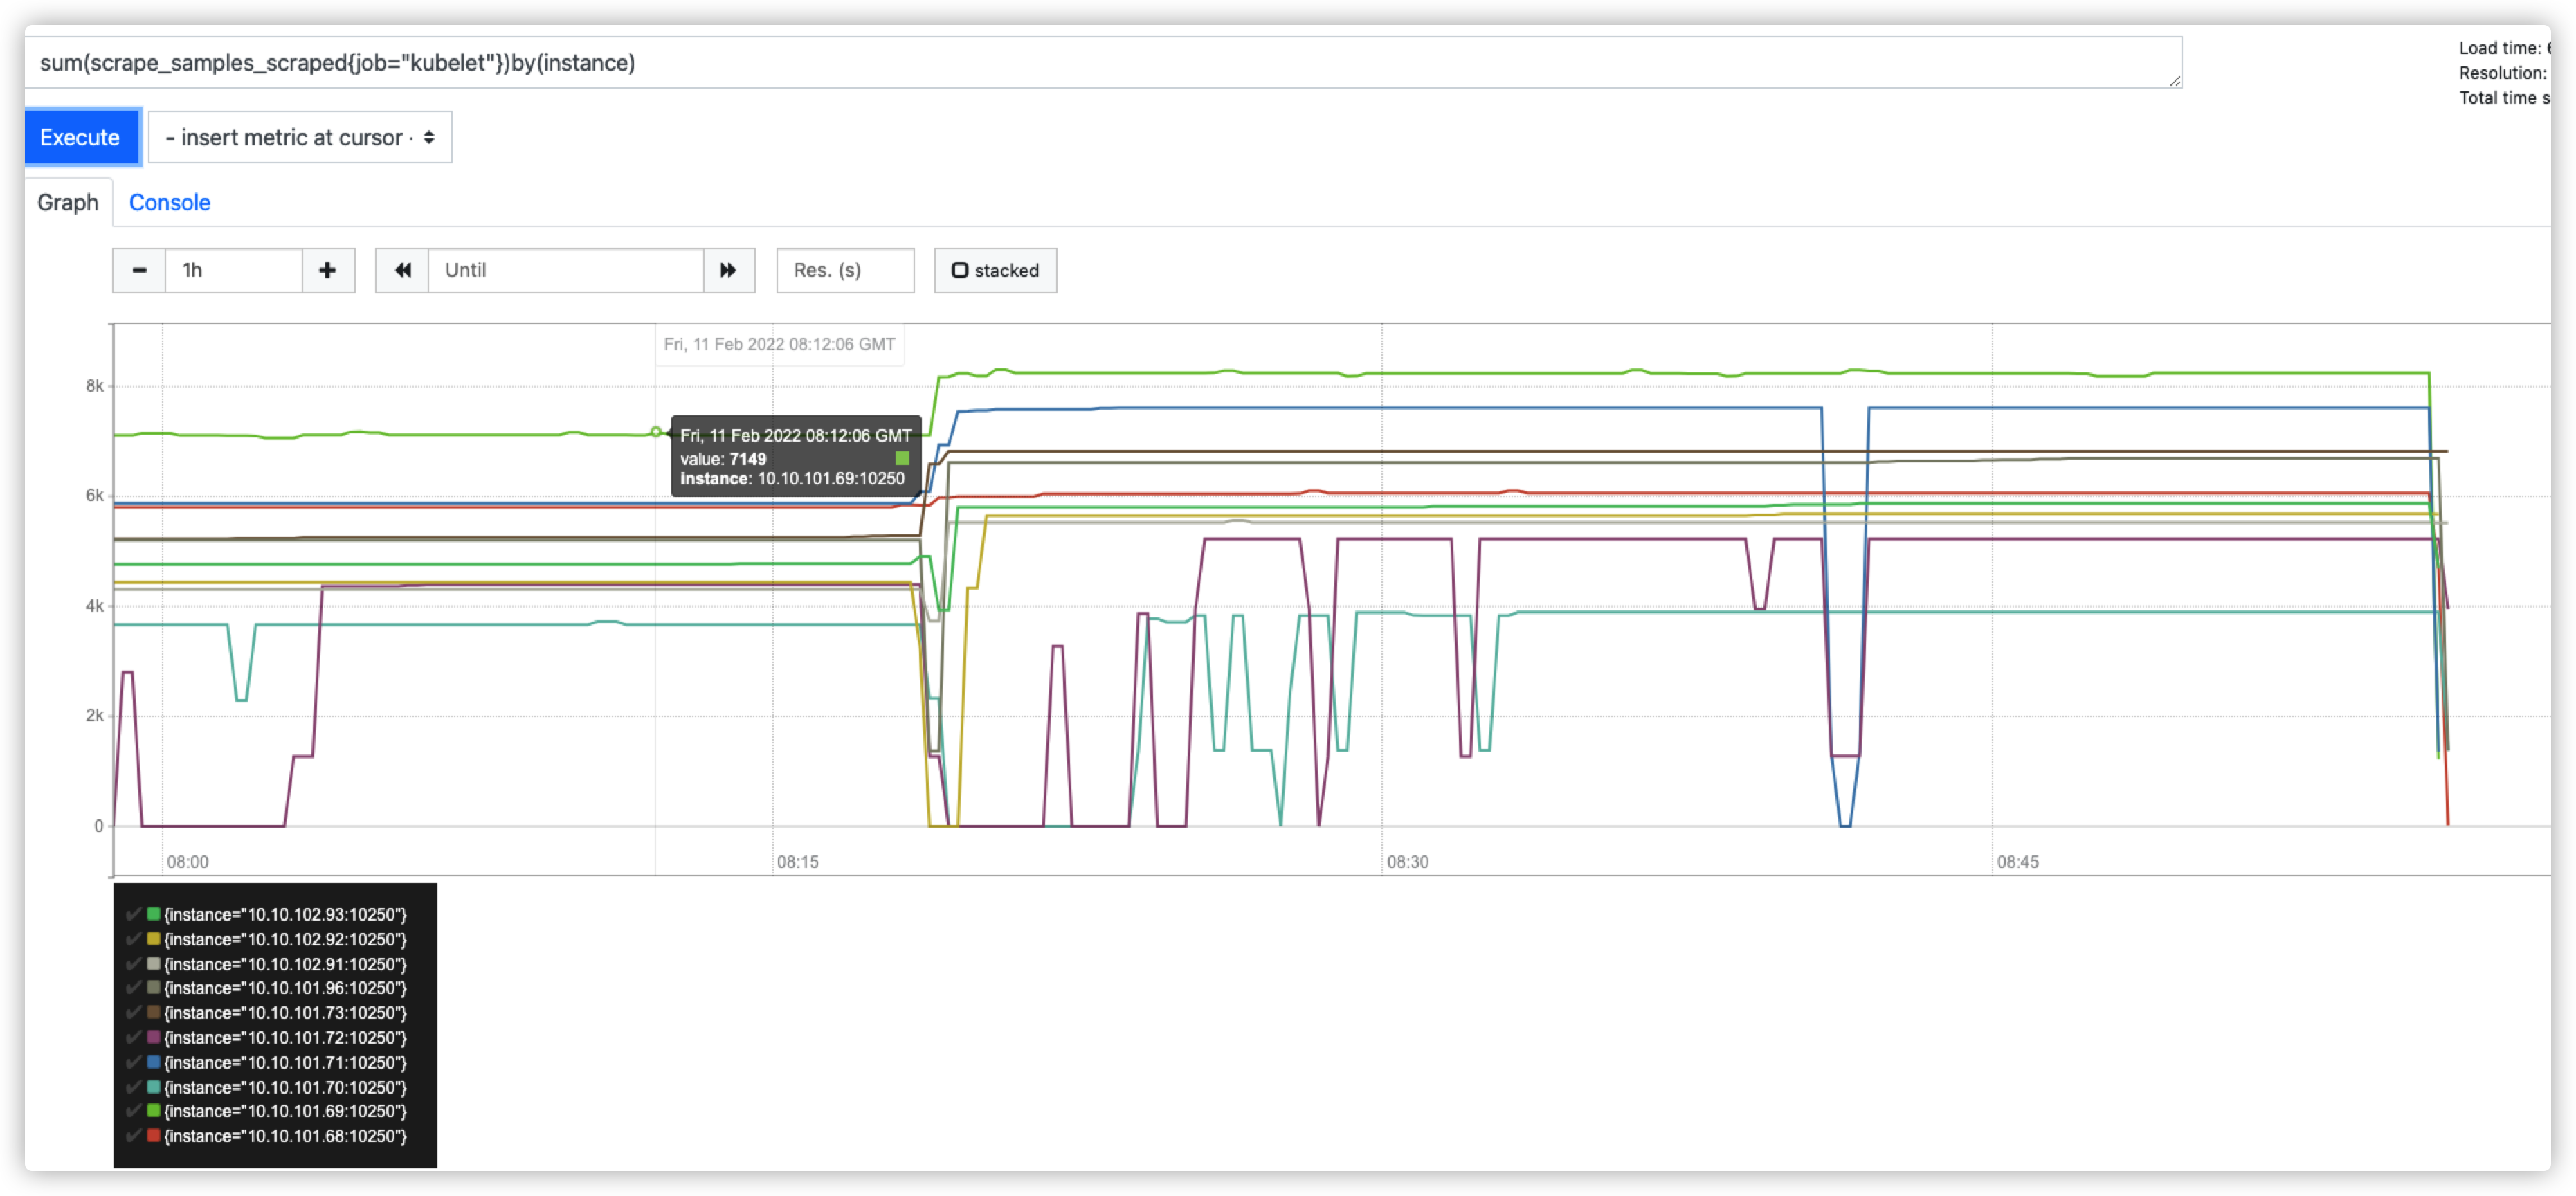 sum(scrape_samples_scraped{job="kubelet"})by(instance)
Load time:
Resolution:
Total time s
Execute
- insert metric at cursor -
Graph
Console
1h
Until
Res. (s)
stacked
Fri, 11 Feb 2022 08:12:06 GMT
8k
Fri, 11 Feb 2022 08:12:06 GMT
value: 7149
instance: 10.10.101.69:10250
6k
4k
2k
0
08:00
08:15
08:30
08:45
{instance="10.10.102.93:10250"}
{instance="10.10.102.92:10250"}
{instance="10.10.102.91:10250"}
{instance="10.10.101.96:10250"}
{instance="10.10.101.73:10250"}
{instance="10.10.101.72:10250"}
{instance="10.10.101.71:10250"}
{instance="10.10.101.70:10250"}
{instance="10.10.101.69:10250"}
{instance="10.10.101.68:10250"}